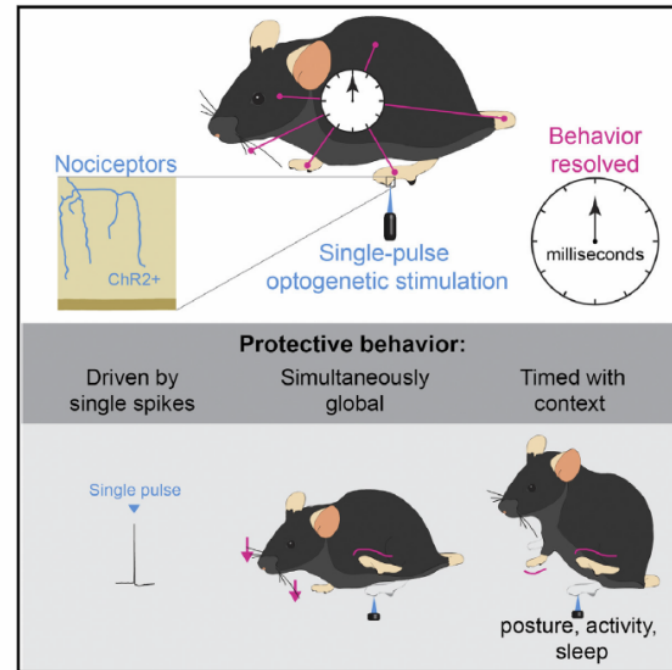 Nociceptors
ChR2+
Single-pulse
optogenetic stimulation
Behavior
resolved
milliseconds
Protective behavior:
Driven by
single spikes
Simultaneously
global
Timed with
context
Single pulse
posture, activity,
sleep